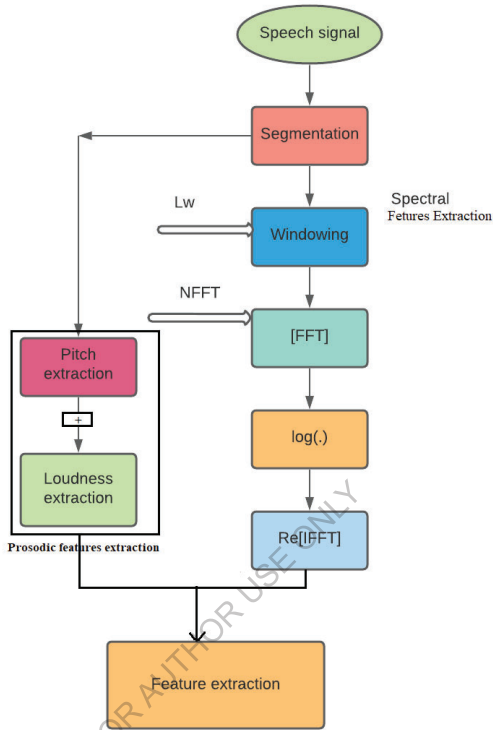 Speech signal
Segmentation
Spectral
Fetures Extraction
Lw
Windowing
NFFT
[FFT]
Pitch
extraction
+
log(.)
Loudness
extraction
Prosodic features extraction
Re[IFFT]
Feature extraction
OR AUTHOR USE ONLY